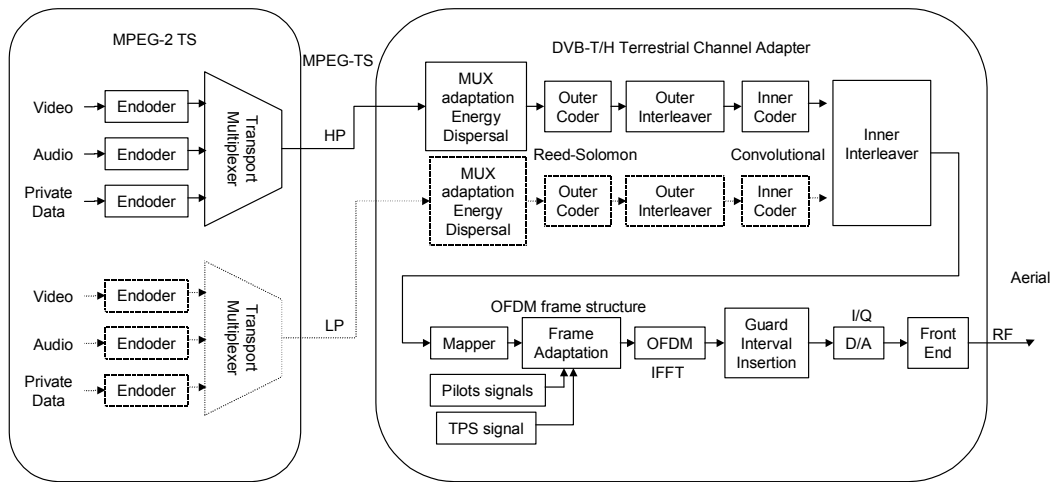 MPEG-2 TS
MPEG-TS
DVB-T/H Terrestrial Channel Adapter
Video
Endoder
Audio
Endoder
Private
Data
Endoder
Transport
Multiplexer
HP
MUX
adaptation
Energy
Dispersal
Outer
Coder
Outer
Interleaver
Inner
Coder
Inner
Interleaver
Reed-Solomon
Convolutional
MUX
adaptation
Energy
Dispersal
Outer
Coder
Outer
Interleaver
Inner
Coder
Video
Endoder
Audio
Endoder
Private
Data
Endoder
Transport
Multiplexer
LP
Aerial
OFDM frame structure
Mapper
Frame
Adaptation
OFDM
IFFT
Guard
Interval
Insertion
I/Q
D/A
Front
End
RF
Pilots signals
TPS signal